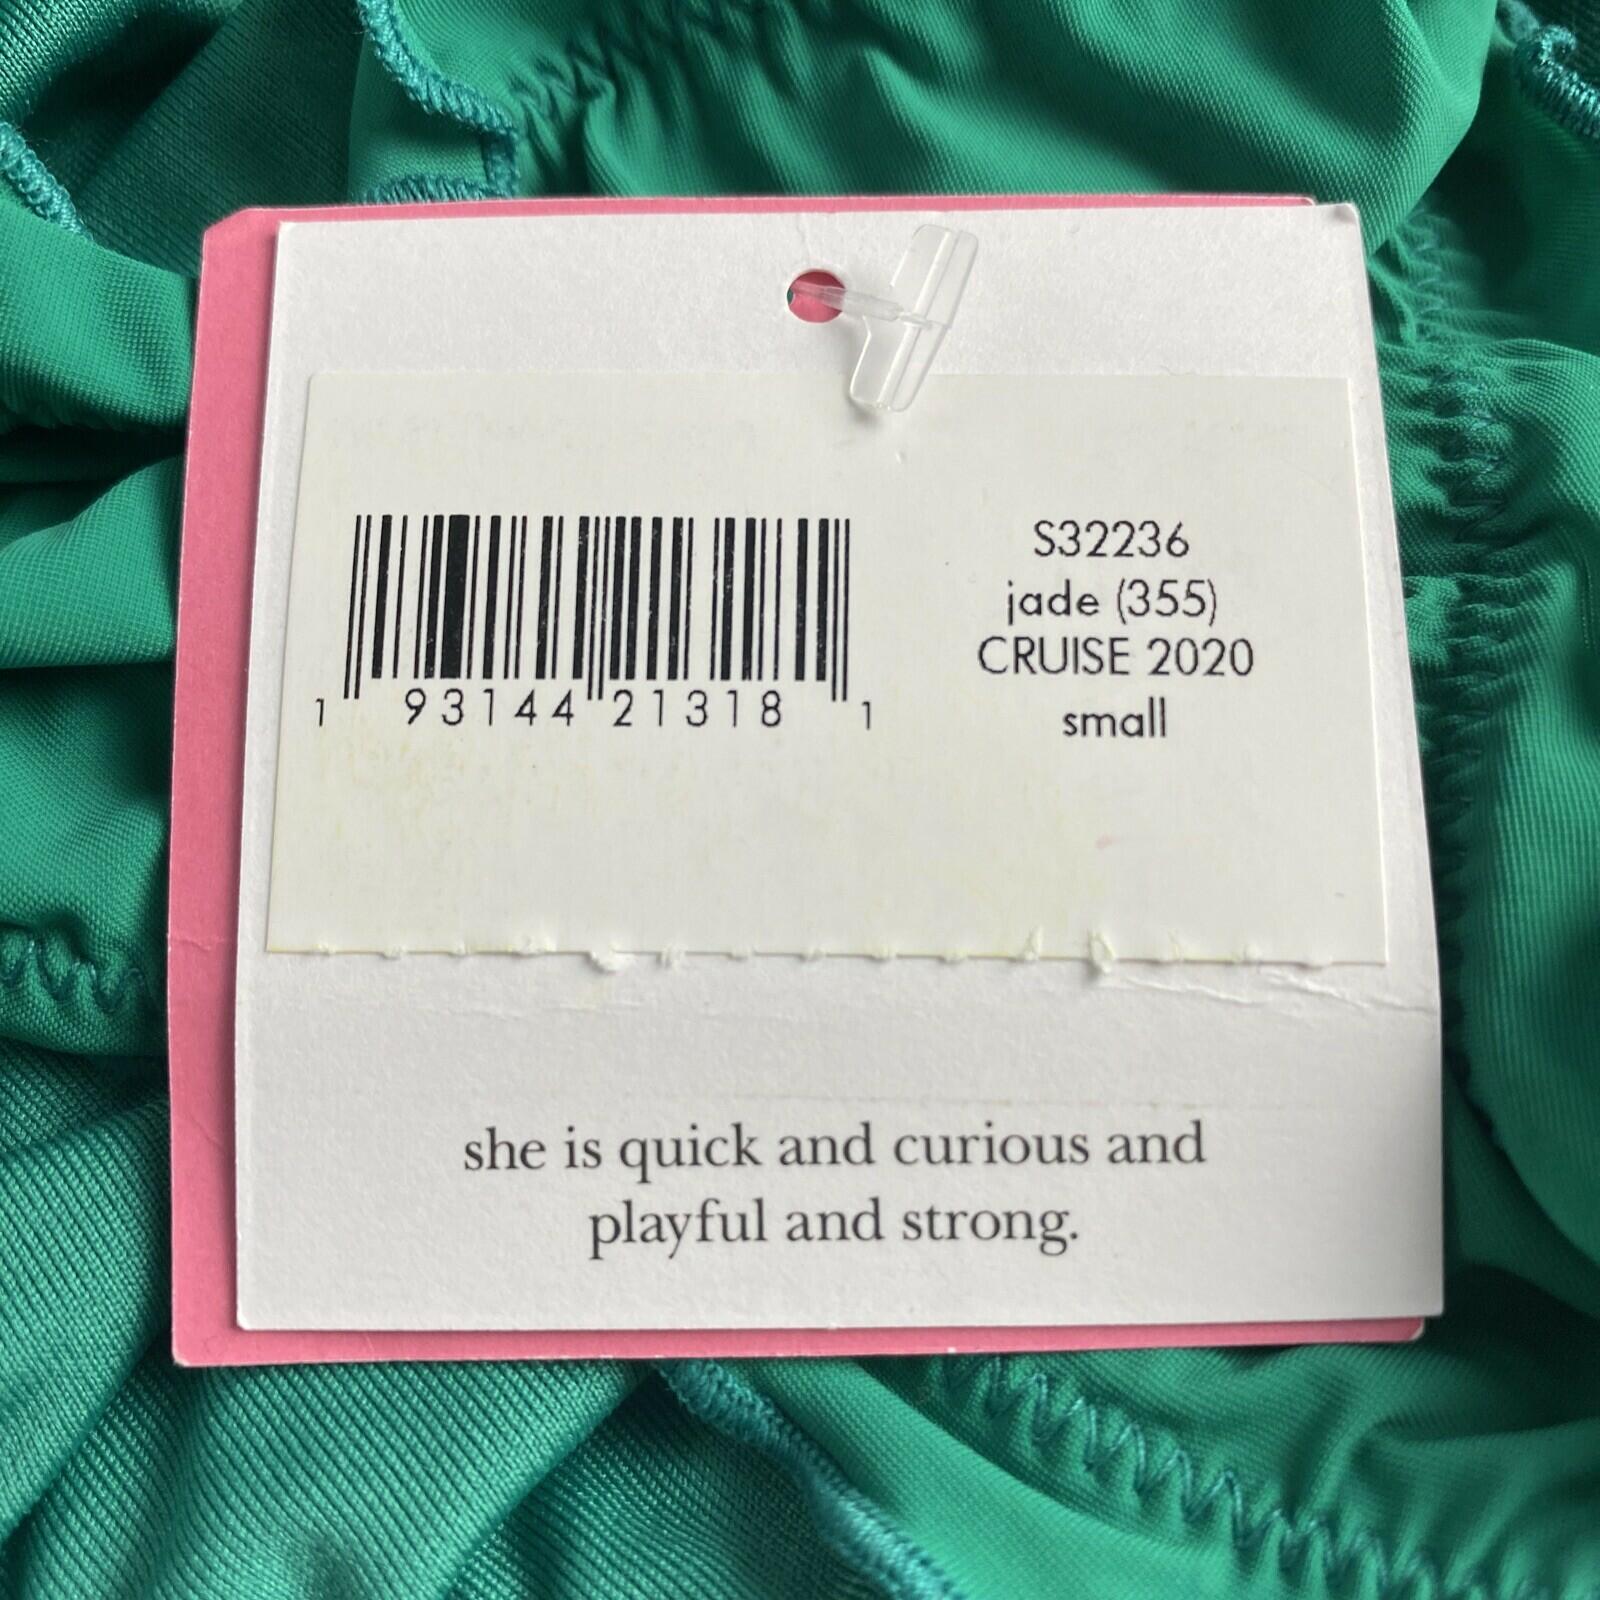 S32236
jade (355)
CRUISE 2020
small
1 93144 21318 1
she is quick and curious and
playful and strong.